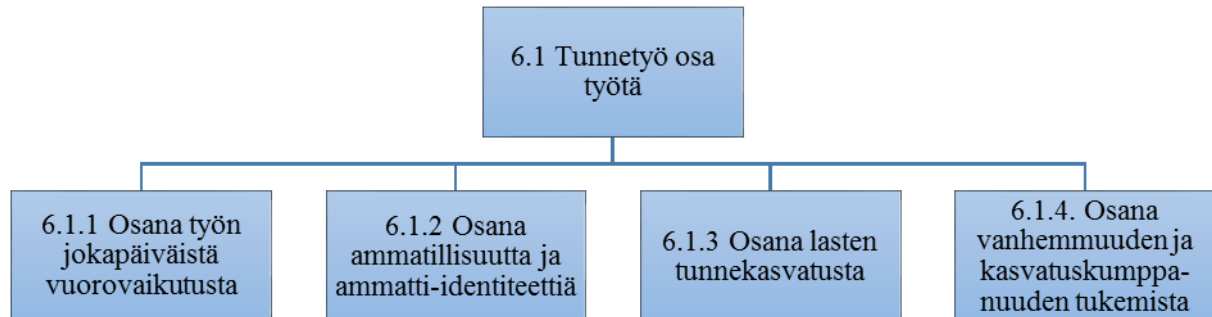 6.1 Tunnetyö osa
työtä
6.1.1 Osana työn
jokapäiväistä
vuorovaikutusta
6.1.2 Osana
ammatillisuutta ja
ammatti-identiteettiä
6.1.3 Osana lasten
tunnekasvatusta
6.1.4. Osana
vanhemmuuden ja
kasvatuskumppa-
nuuden tukemista